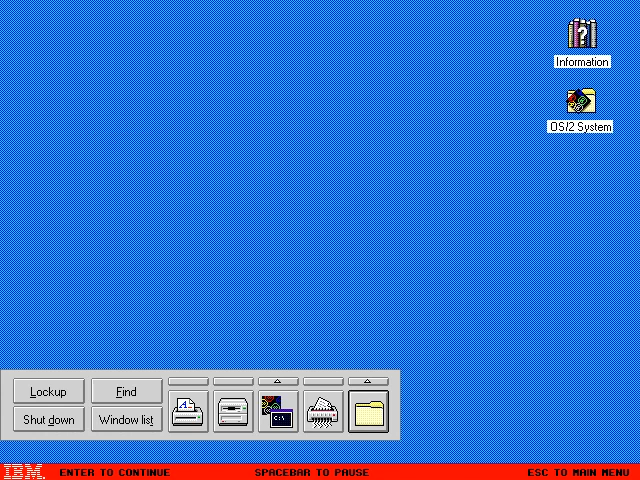 Information
OS/2 System
Lockup
Find
Shut down
Window list
A
C:\
IBM.
ENTER TO CONTINUE
SPACEBAR TO PAUSE
ESC TO MAIN MENU